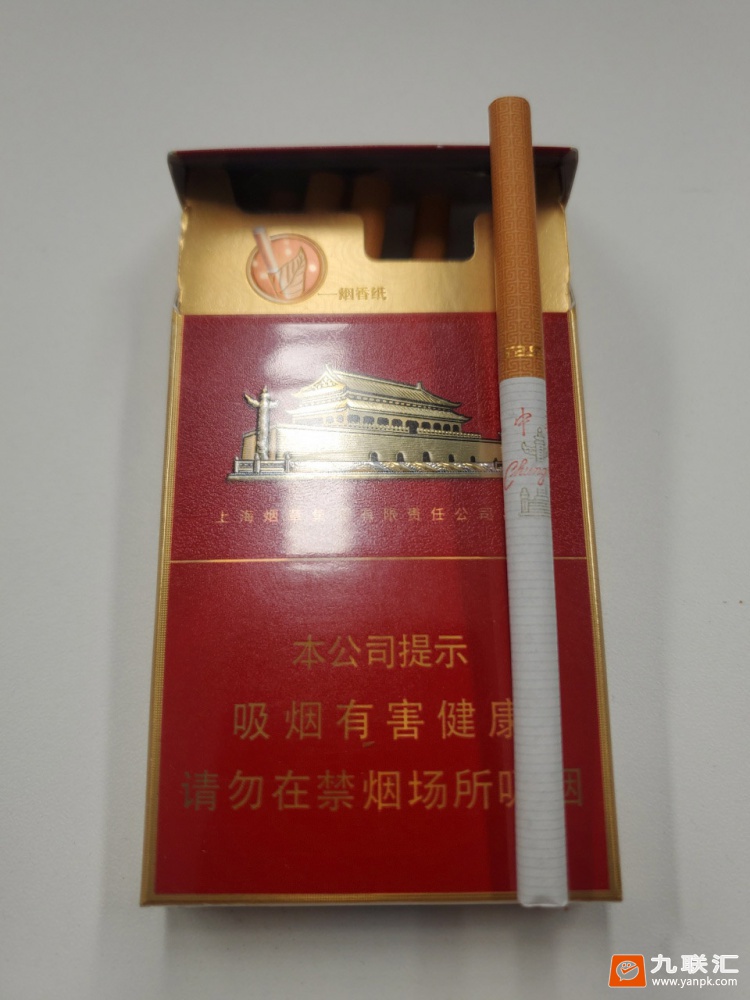 一烟香纸
中
Chung
上海烟草集 有限责任公司
本公司提示
吸烟有害健康
请勿在禁烟场所吸烟
九联汇
www.yanpk.com